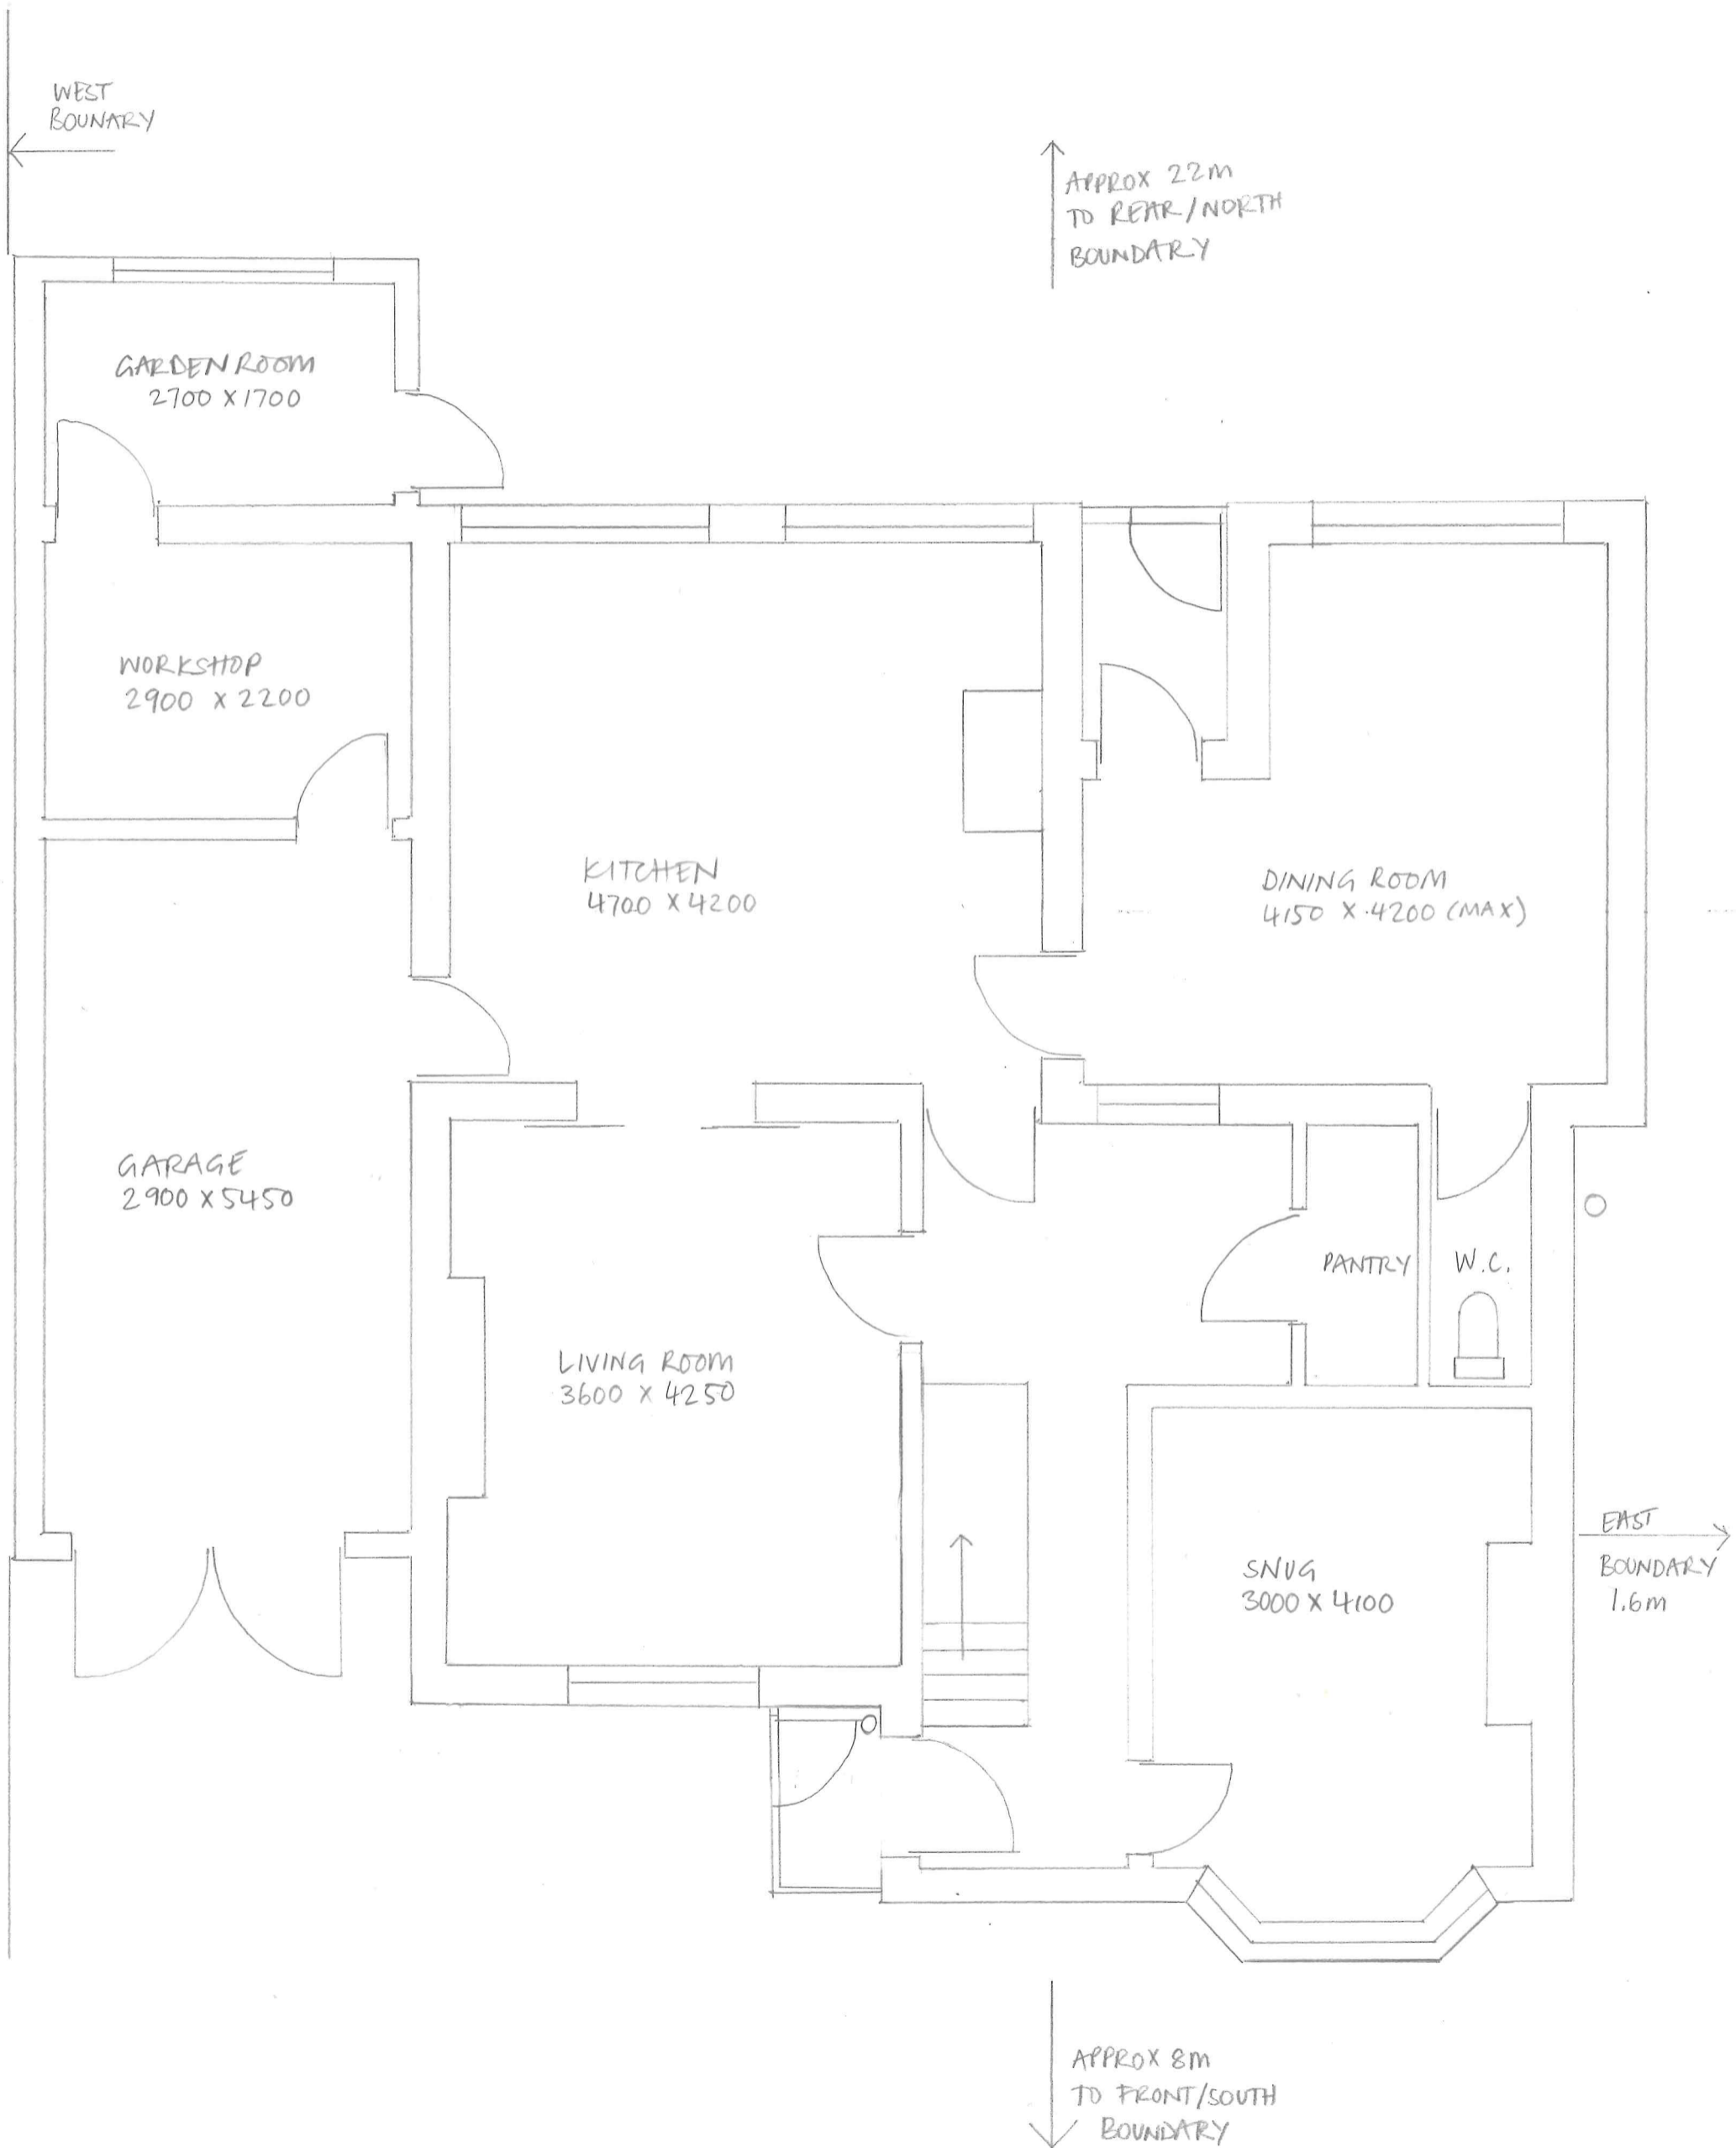 WEST
BOUNARY
APPROX 22M
TO REAR/NORTH
BOUNDARY
GARDEN ROOM
2700 X 1700
WORKSHOP
2900 X 2200
KITCHEN
4700 X 4200
DINING ROOM
4150 X 4200 (MAX)
GARAGE
2900 X 5450
PANTRY
W.C.
LIVING ROOM
3600 X 4250
SNUG
3000 X 4100
EAST
BOUNDARY
1.6m
APPROX 8M
TO FRONT/SOUTH
BOUNDARY